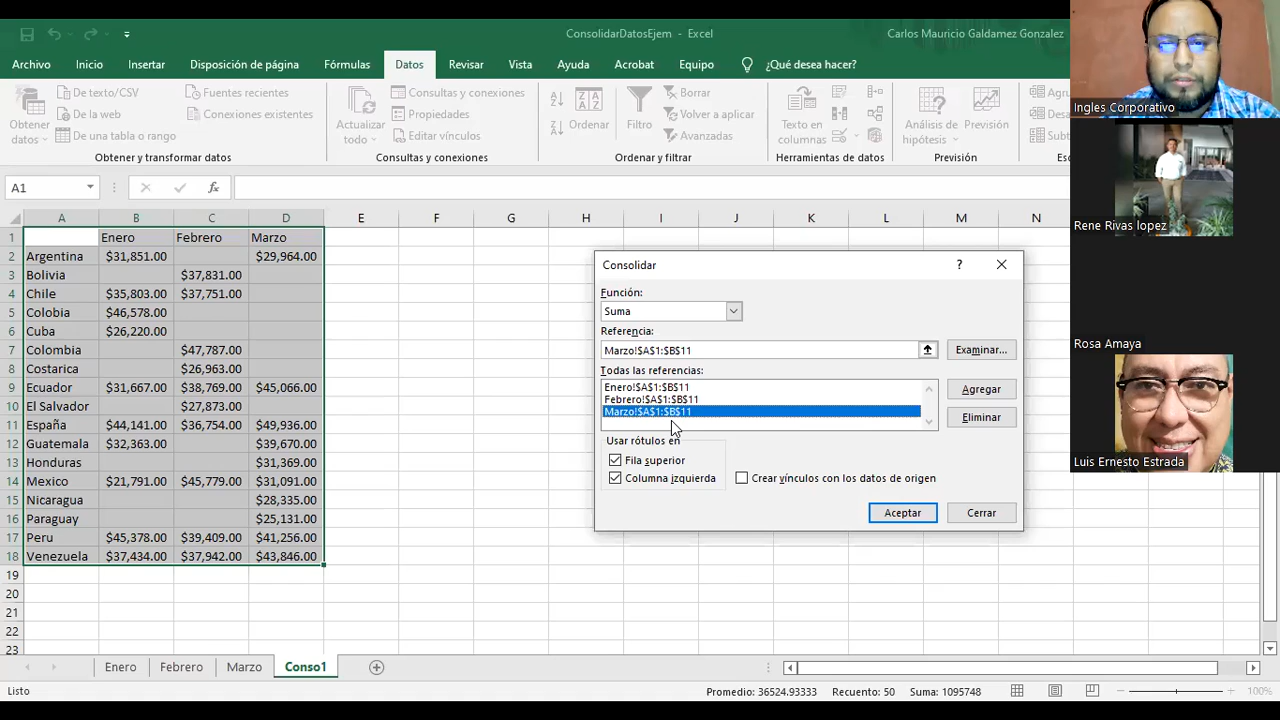 ConsolidarDatosEjem - Excel
Carlos Mauricio Galdamez Gonzalez
Archivo Inicio Insertar Disposición de página Fórmulas Datos Revisar Vista Ayuda Acrobat Equipo ¿Qué desea hacer?
Obtener datos
De texto/CSV
De la web
De una tabla o rango
Fuentes recientes
Conexiones existentes
Obtener y transformar datos
Actualizar todo
Consultas y conexiones
Propiedades
Editar vínculos
Consultas y conexiones
Ordenar
Filtro
Borrar
Volver a aplicar
Avanzadas
Ordenar y filtrar
Texto en columnas
Herramientas de datos
Análisis de hipótesis
Previsión
Previsión
A1
fx
A B C D E F G H I J K L M N
1 Enero Febrero Marzo
2 Argentina $31,851.00 $29,964.00
3 Bolivia $37,831.00
4 Chile $35,803.00 $37,751.00
5 Colobia $46,578.00
6 Cuba $26,220.00
7 Colombia $47,787.00
8 Costarica $26,963.00
9 Ecuador $31,667.00 $38,769.00 $45,066.00
10 El Salvador $27,873.00
11 España $44,141.00 $36,754.00 $49,936.00
12 Guatemala $32,363.00 $39,670.00
13 Honduras $31,369.00
14 Mexico $21,791.00 $45,779.00 $31,091.00
15 Nicaragua $28,335.00
16 Paraguay $25,131.00
17 Peru $45,378.00 $39,409.00 $41,256.00
18 Venezuela $37,434.00 $37,942.00 $43,846.00
19
20
21
22
23
Consolidar ?
Función:
Suma
Referencia:
Marzo!$A$1:$B$11
Examinar...
Todas las referencias:
Enero!$A$1:$B$11
Febrero!$A$1:$B$11
Marzo!$A$1:$B$11
Agregar
Eliminar
Usar rótulos en
Fila superior
Columna izquierda
Crear vínculos con los datos de origen
Aceptar
Cerrar
Enero Febrero Marzo Conso1
Listo
Promedio: 36524.93333 Recuento: 50 Suma: 1095748
100%
Ingles Corporativo
Rene Rivas lopez
Rosa Amaya
Luis Ernesto Estrada